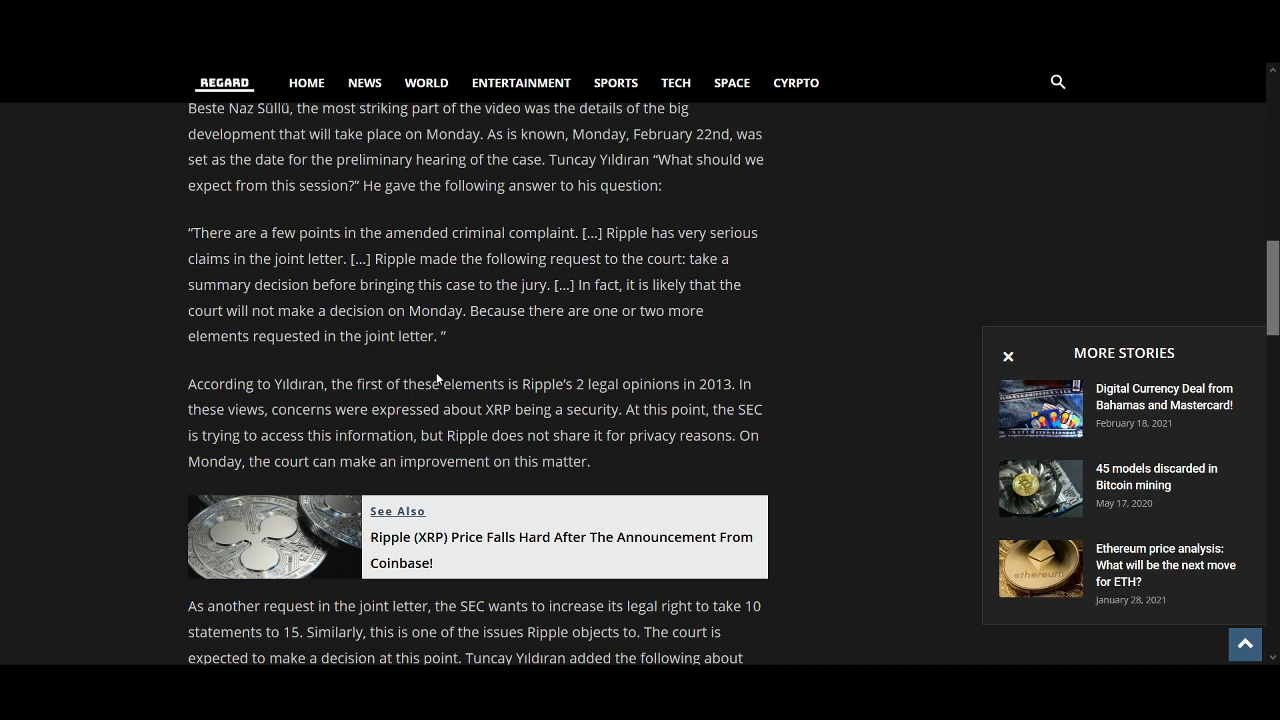 REGARD
HOME
NEWS
WORLD
ENTERTAINMENT
SPORTS
TECH
SPACE
CYRPTO
Beste Naz Süllü, the most striking part of the video was the details of the big
development that will take place on Monday. As is known, Monday, February 22nd, was
set as the date for the preliminary hearing of the case. Tuncay Yıldıran “What should we
expect from this session?” He gave the following answer to his question:
“There are a few points in the amended criminal complaint. [...] Ripple has very serious
claims in the joint letter. [...] Ripple made the following request to the court: take a
summary decision before bringing this case to the jury. [...] In fact, it is likely that the
court will not make a decision on Monday. Because there are one or two more
elements requested in the joint letter. ”
According to Yıldıran, the first of these elements is Ripple’s 2 legal opinions in 2013. In
these views, concerns were expressed about XRP being a security. At this point, the SEC
is trying to access this information, but Ripple does not share it for privacy reasons. On
Monday, the court can make an improvement on this matter.
See Also
Ripple (XRP) Price Falls Hard After The Announcement From
Coinbase!
As another request in the joint letter, the SEC wants to increase its legal right to take 10
statements to 15. Similarly, this is one of the issues Ripple objects to. The court is
expected to make a decision at this point. Tuncay Yıldıran added the following about
MORE STORIES
Digital Currency Deal from
Bahamas and Mastercard!
February 18, 2021
45 models discarded in
Bitcoin mining
May 17, 2020
Ethereum price analysis:
What will be the next move
for ETH?
January 28, 2021
ethereum